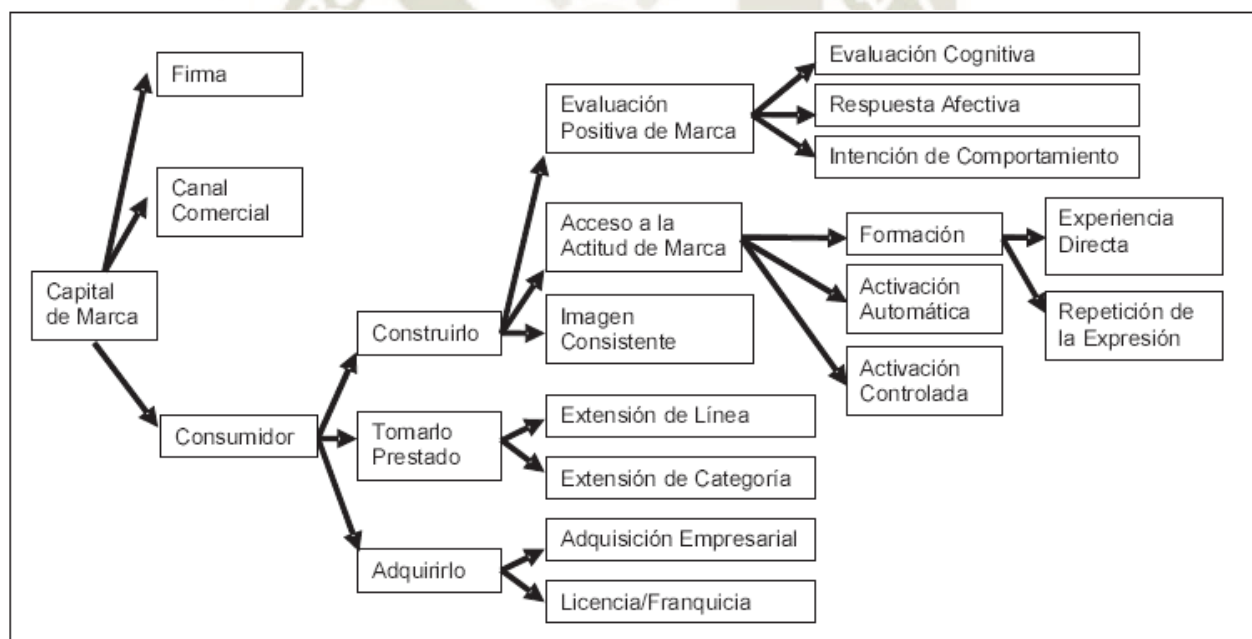 Firma
Canal
Comercial
Capital
de Marca
Consumidor
Construirlo
Tomarlo
Prestado
Adquirirlo
Evaluación
Positiva de Marca
Acceso a la
Actitud de Marca
Imagen
Consistente
Extensión de Línea
Extensión de Categoría
Adquisición Empresarial
Licencia/Franquicia
Evaluación Cognitiva
Respuesta Afectiva
Intención de Comportamiento
Formación
Activación
Automática
Activación
Controlada
Experiencia
Directa
Repetición de
la Expresión